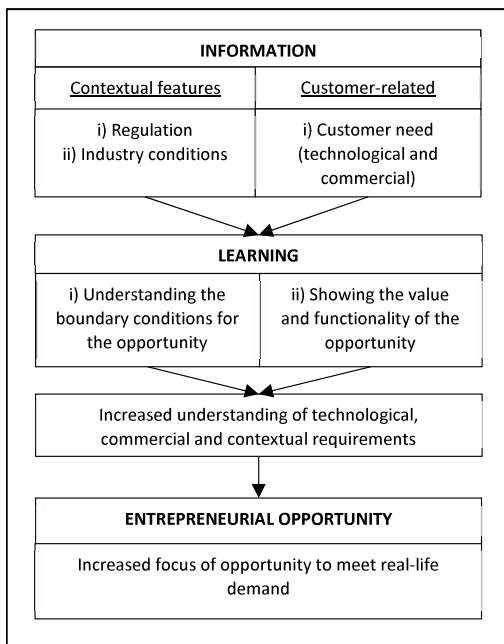 INFORMATION
Contextual features
Customer-related
i) Regulation
ii) Industry conditions
i) Customer need
(technological and
commercial)
LEARNING
i) Understanding the
boundary conditions for
the opportunity
ii) Showing the value
and functionality of the
opportunity
Increased understanding of technological,
commercial and contextual requirements
ENTREPRENEURIAL OPPORTUNITY
Increased focus of opportunity to meet real-life
demand